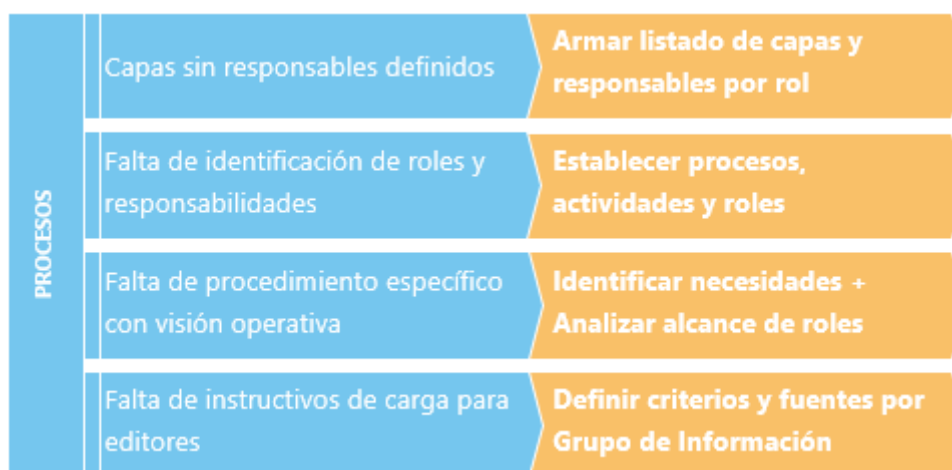 PROCESOS
Capas sin responsables definidos
Armar listado de capas y
responsables por rol
Falta de identificación de roles y
responsabilidades
Establecer procesos,
actividades y roles
Falta de procedimiento específico
con visión operativa
Identificar necesidades +
Analizar alcance de roles
Falta de instructivos de carga para
editores
Definir criterios y fuentes por
Grupo de Información